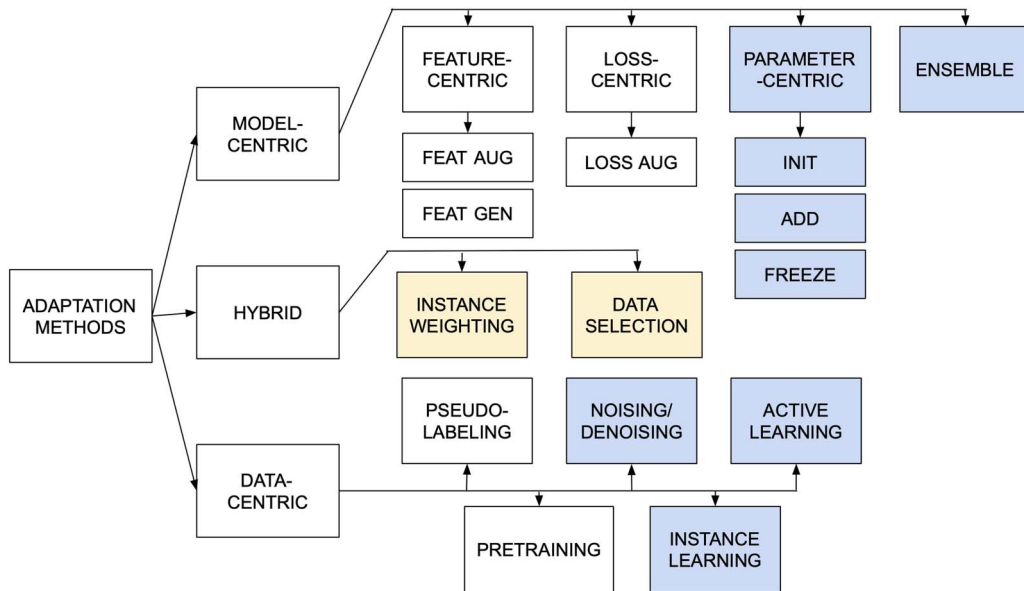 FEATURE-
CENTRIC
LOSS-
CENTRIC
PARAMETER
-CENTRIC
ENSEMBLE
MODEL-
CENTRIC
FEAT AUG
LOSS AUG
INIT
FEAT GEN
ADD
FREEZE
ADAPTATION
METHODS
HYBRID
INSTANCE
WEIGHTING
DATA
SELECTION
PSEUDO-
LABELING
NOISING/
DENOISING
ACTIVE
LEARNING
DATA-
CENTRIC
PRETRAINING
INSTANCE
LEARNING